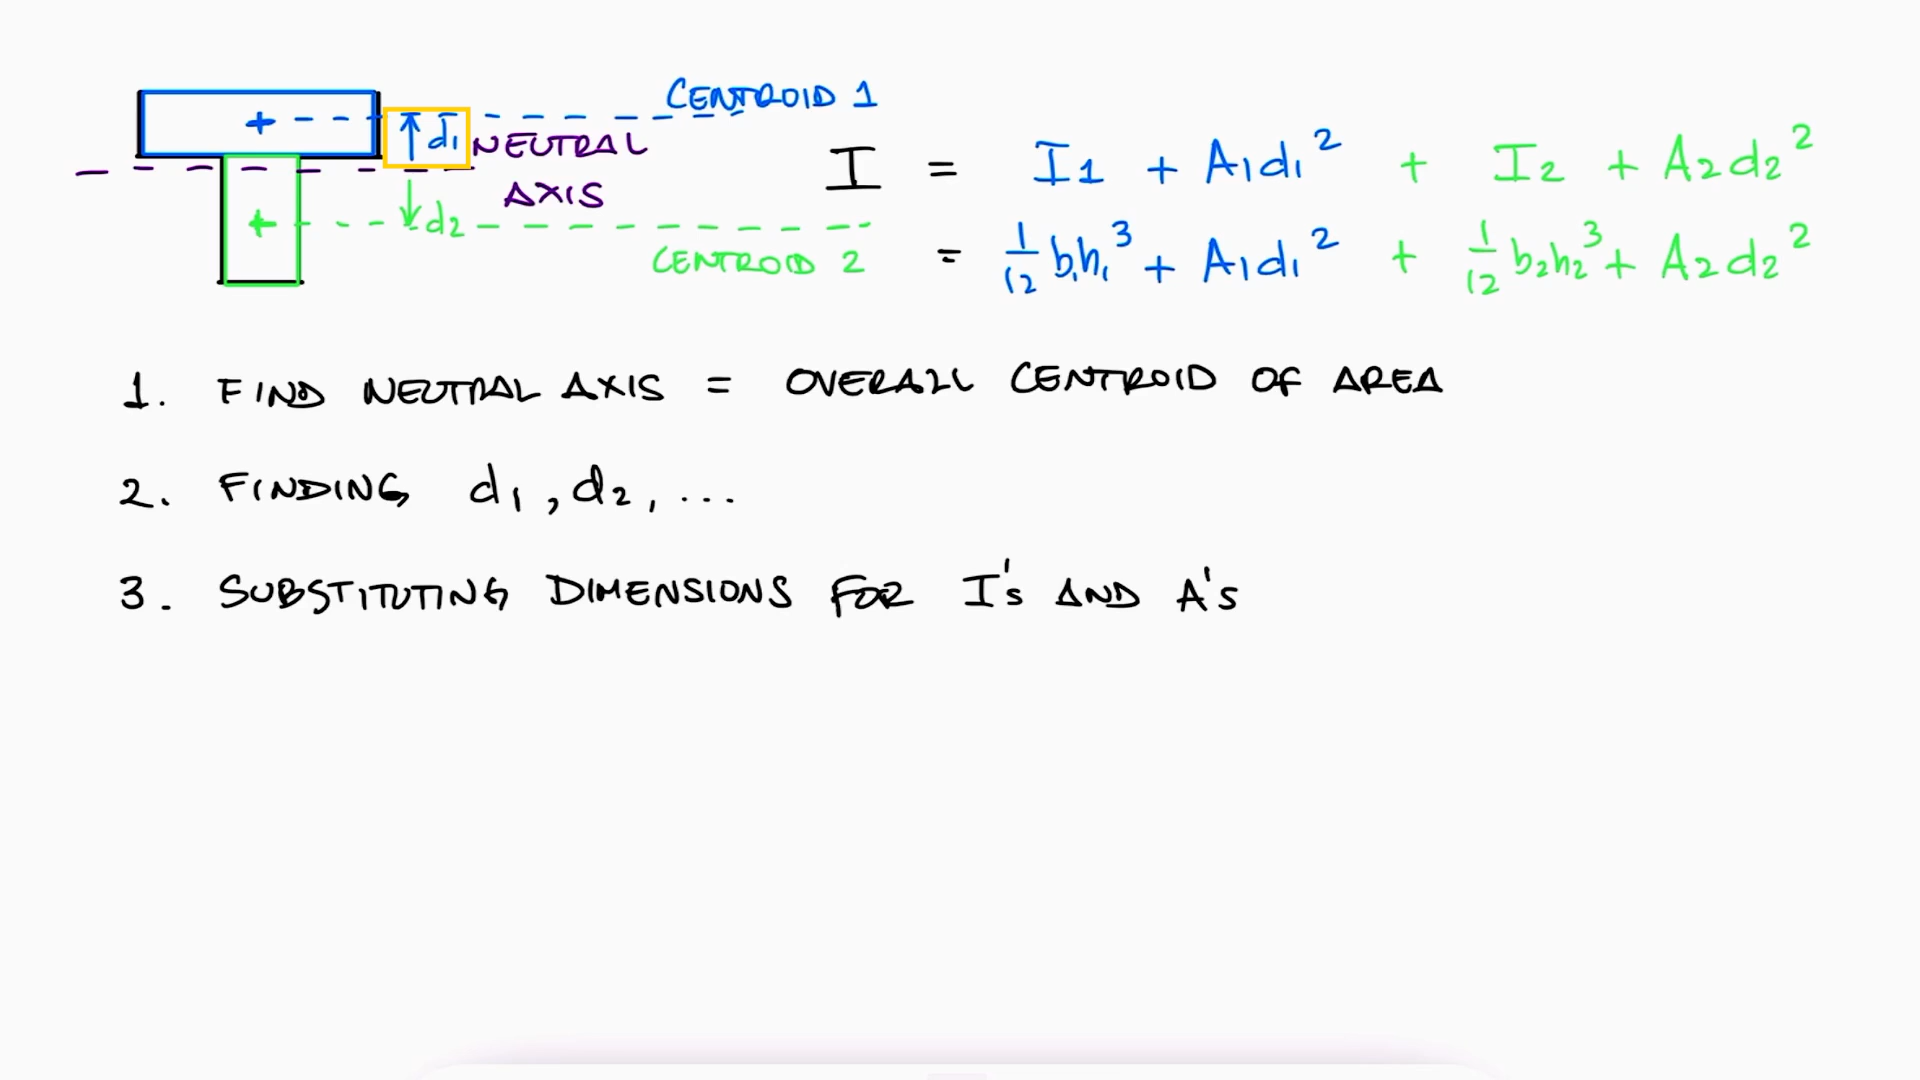 CENTROID 1
d₁ NEUTRAL
AXIS
d₂
CENTROID 2
I = I₁ + A₁d₁² + I₂ + A₂d₂²
= 1/12 b₁h₁³ + A₁d₁² + 1/12 b₂h₂³ + A₂d₂²
1. FIND NEUTRAL AXIS = OVERALL CENTROID OF AREA
2. FINDING d₁, d₂, ...
3. SUBSTITUTING DIMENSIONS FOR I's AND A's